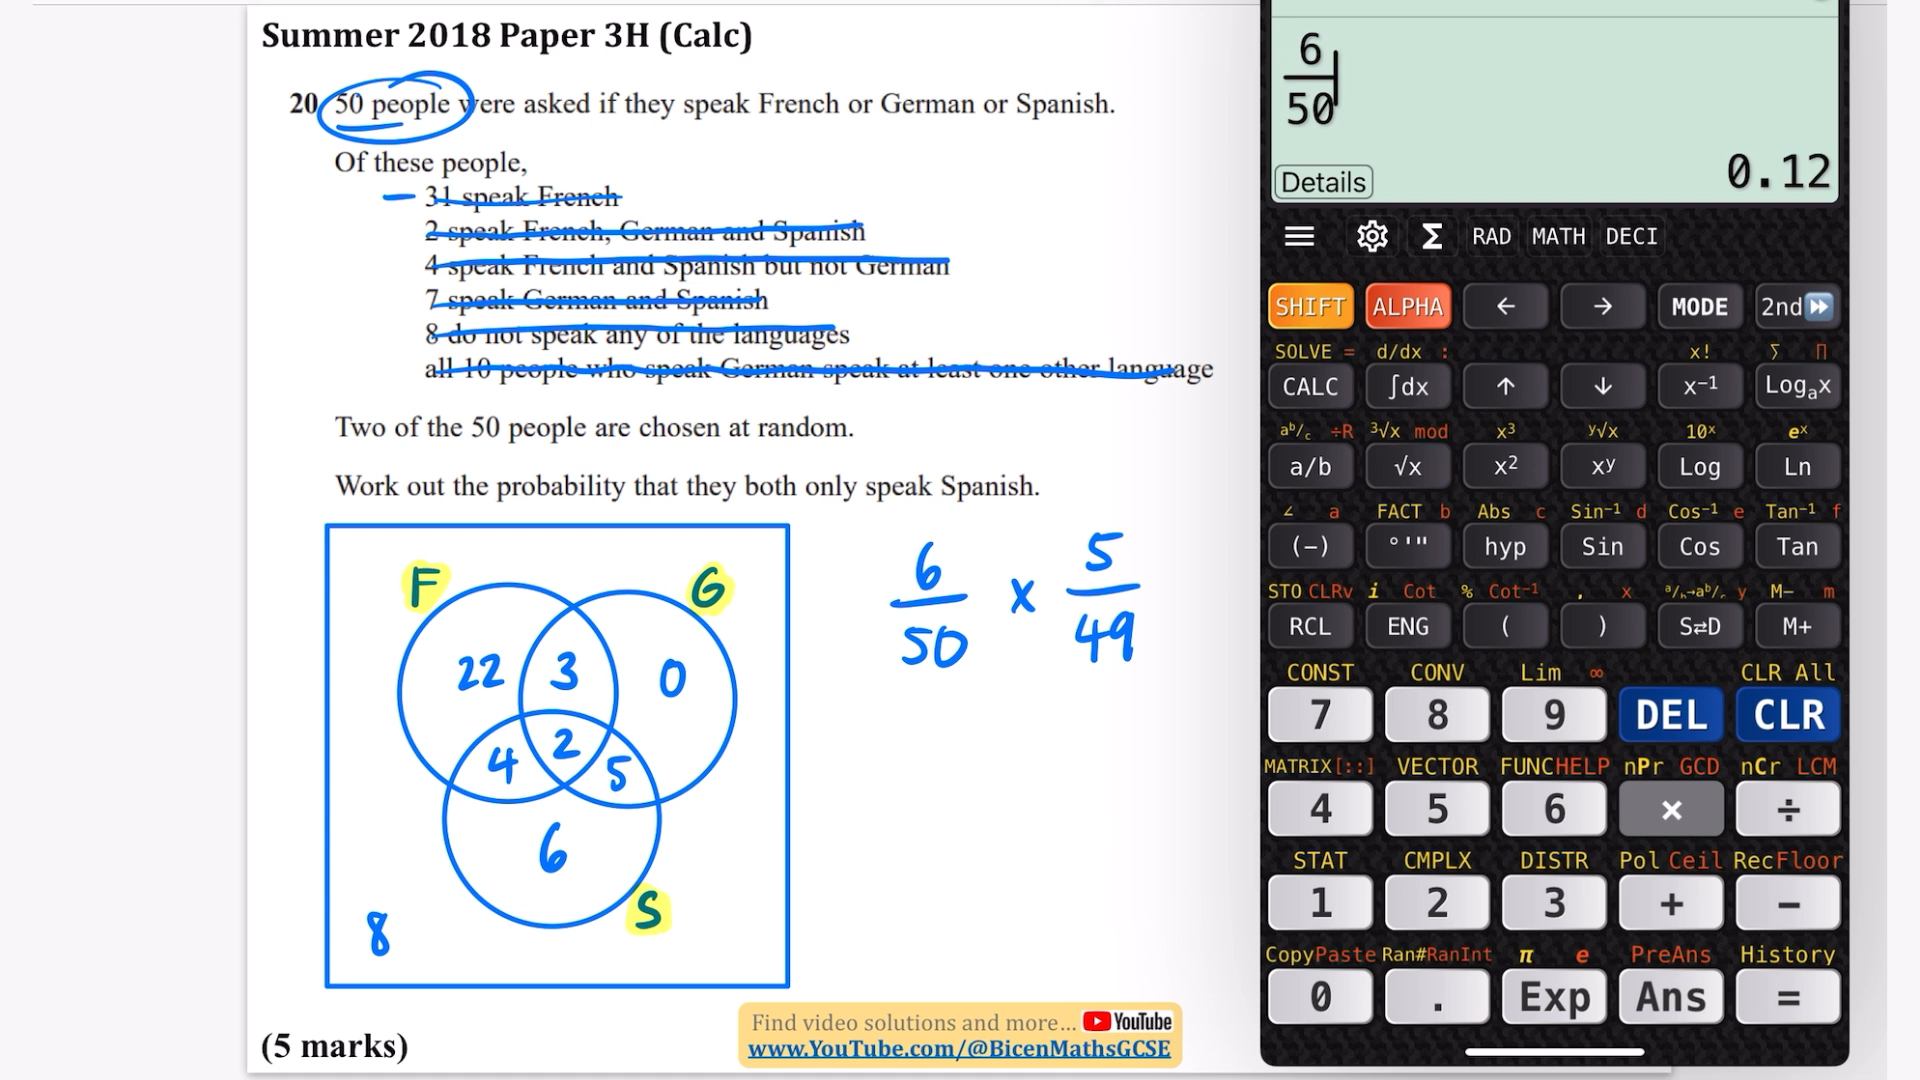 Summer 2018 Paper 3H (Calc)
20 50 people were asked if they speak French or German or Spanish.
Of these people,
31 speak French
2 speak French, German and Spanish
4 speak French and Spanish but not German
7 speak German and Spanish
8 do not speak any of the languages
all 10 people who speak German speak at least one other language
Two of the 50 people are chosen at random.
Work out the probability that they both only speak Spanish.
F G
22 3 0
4 2 5
6
S
8
6/50 x 5/49
(5 marks)
Find video solutions and more... YouTube
www.YouTube.com/@BicenMathsGCSE
6/50
0.12
Details
Σ RAD MATH DECI
SHIFT ALPHA ← → MODE 2nd
SOLVE = d/dx : x! ∑ ∏
CALC ∫dx ↑ ↓ x⁻¹ Logₐx
aᵇ/c ÷R ³√x mod x³ ʸ√x 10ˣ eˣ
a/b √x x² xʸ Log Ln
∠ a FACT b Abs c Sin⁻¹ d Cos⁻¹ e Tan⁻¹ f
(−) °'" hyp Sin Cos Tan
STO CLRv i Cot % Cot⁻¹ , x y M− m
RCL ENG ( ) S⇄D M+
CONST CONV Lim ∞ CLR All
7 8 9 DEL CLR
MATRIX[::] VECTOR FUNCHELP nPr GCD nCr LCM
4 5 6 × ÷
STAT CMPLX DISTR Pol Ceil RecFloor
1 2 3 + −
CopyPaste Ran#RanInt π e PreAns History
0 . Exp Ans =